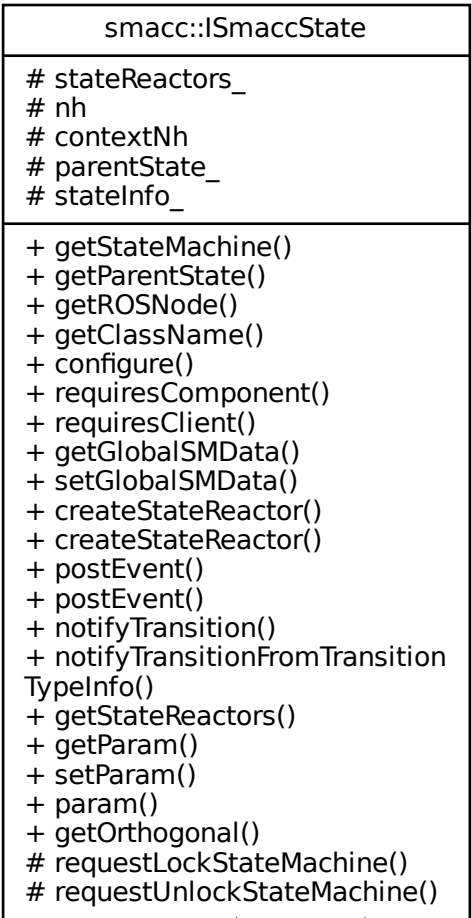 smacc::ISmaccState
# stateReactors_
# nh
# contextNh
# parentState_
# stateInfo_
+ getStateMachine()
+ getParentState()
+ getROSNode()
+ getClassName()
+ configure()
+ requiresComponent()
+ requiresClient()
+ getGlobalSMData()
+ setGlobalSMData()
+ createStateReactor()
+ createStateReactor()
+ postEvent()
+ postEvent()
+ notifyTransition()
+ notifyTransitionFromTransition
TypeInfo()
+ getStateReactors()
+ getParam()
+ setParam()
+ param()
+ getOrthogonal()
# requestLockStateMachine()
# requestUnlockStateMachine()